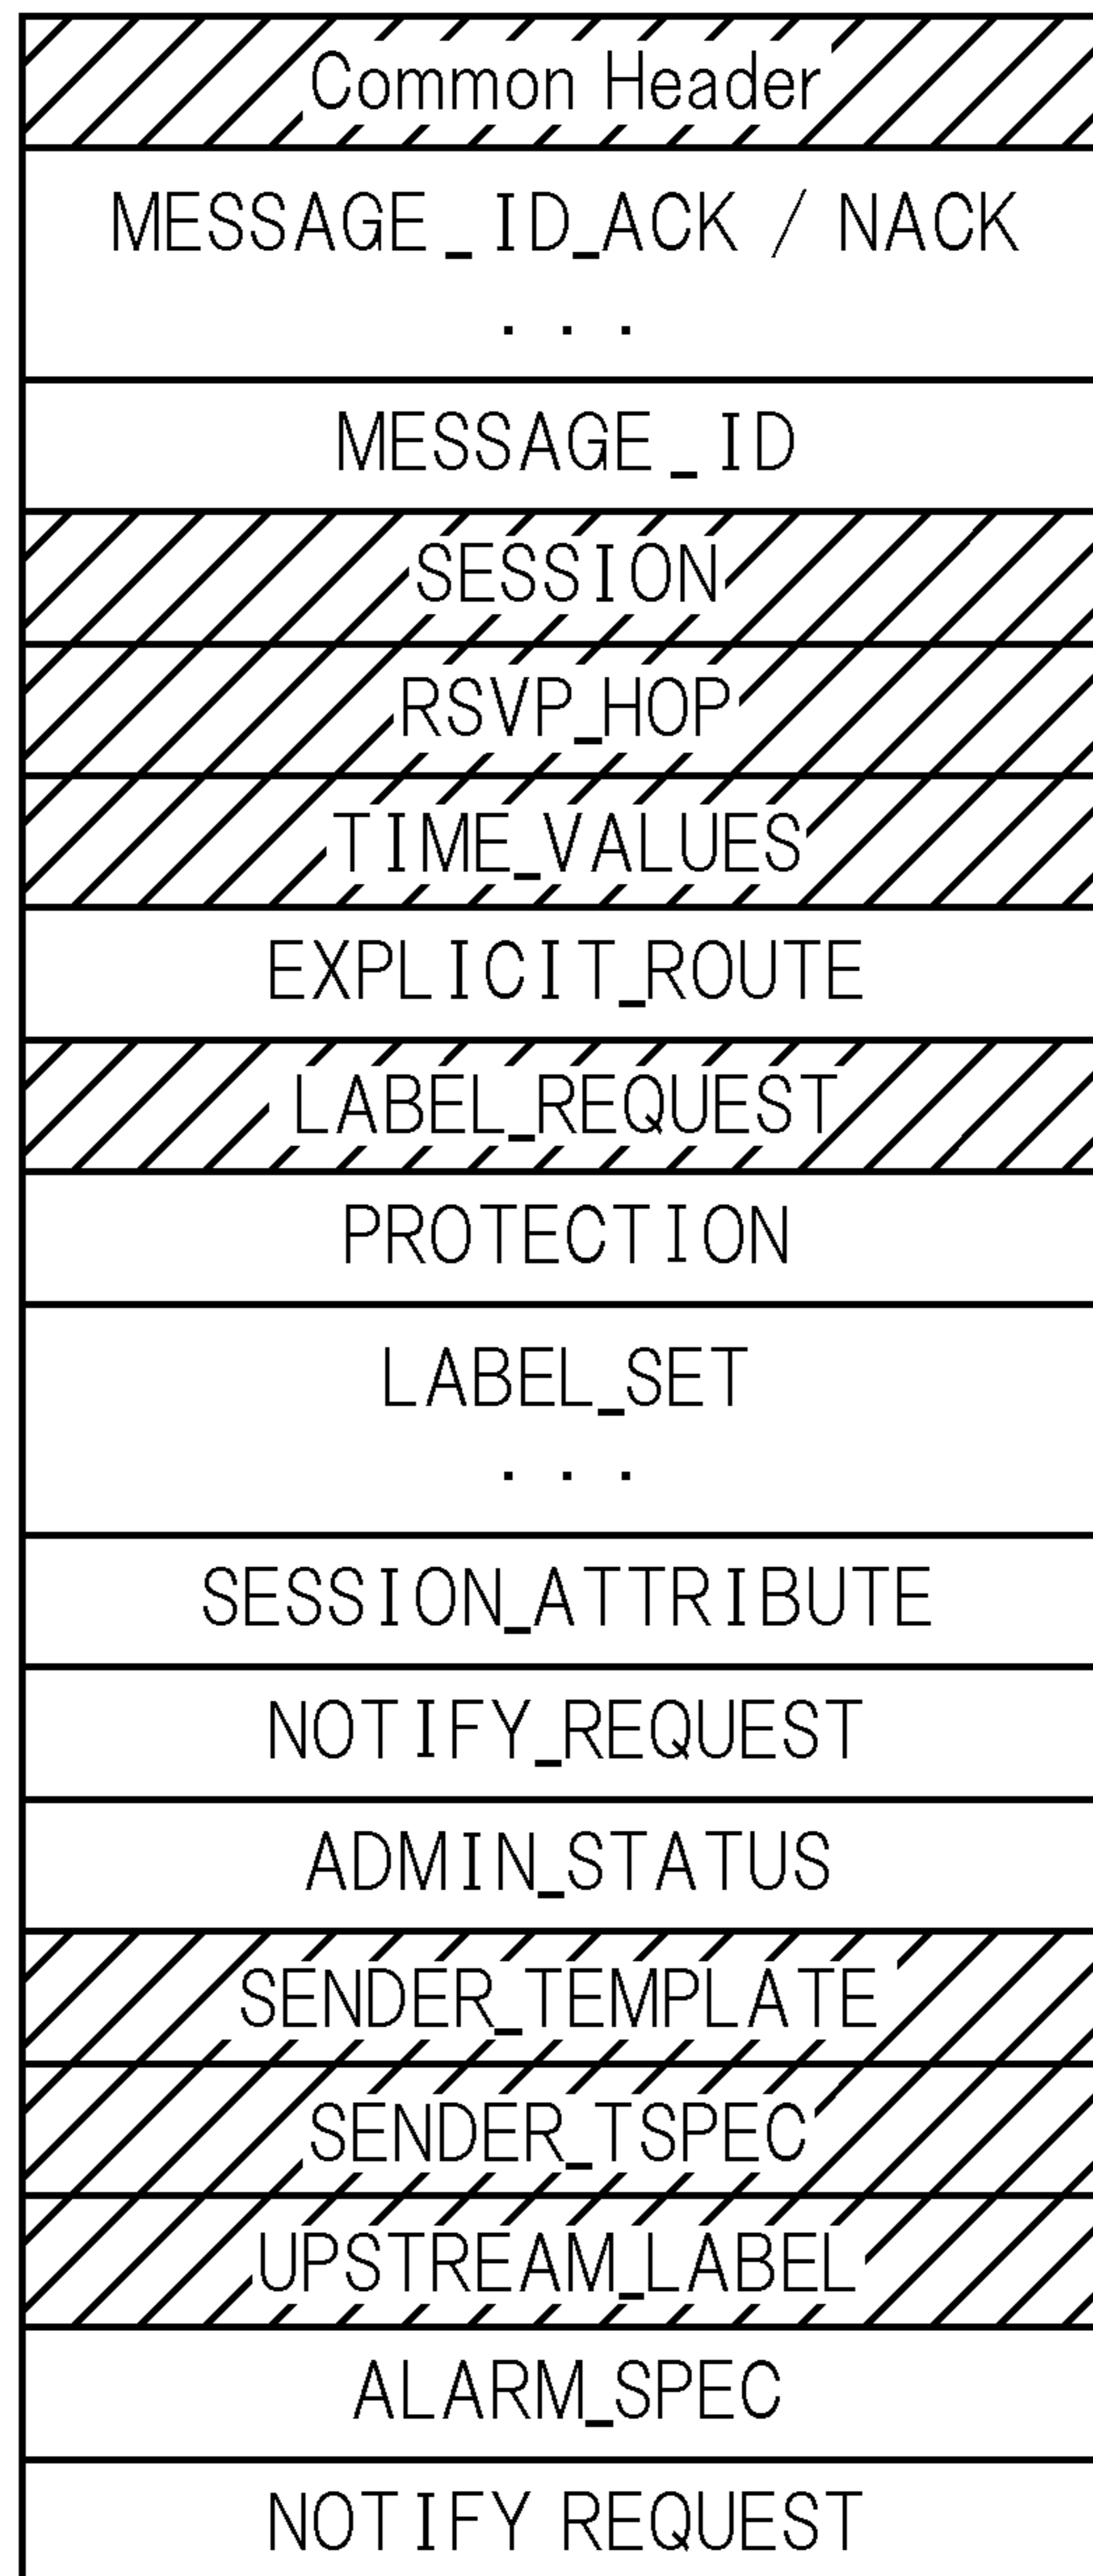 Common Header
MESSAGE_ID_ACK / NACK
. . .
MESSAGE_ID
SESSION
RSVP_HOP
TIME_VALUES
EXPLICIT_ROUTE
LABEL_REQUEST
PROTECTION
LABEL_SET
. . .
SESSION_ATTRIBUTE
NOTIFY_REQUEST
ADMIN_STATUS
SENDER_TEMPLATE
SENDER_TSPEC
UPSTREAM_LABEL
ALARM_SPEC
NOTIFY REQUEST